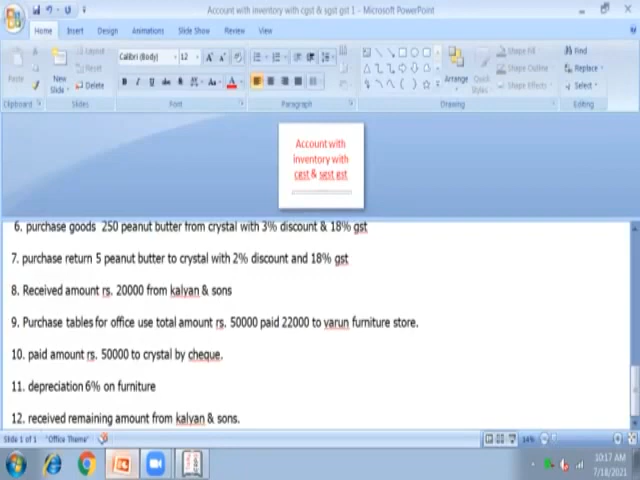 Account with inventory with cgst & sgst gst 1 - Microsoft PowerPoint
Home Insert Design Animations Slide Show Review View
Paste New Slide Layout Reset Delete Calibri (Body) 12 Arrange Quick Styles Shape Fill Shape Outline Shape Effects Find Replace Select
Clipboard Slides Font Paragraph Drawing Editing
Account with
inventory with
cgst & sgst gst
6. purchase goods 250 peanut butter from crystal with 3% discount & 18% gst
7. purchase return 5 peanut butter to crystal with 2% discount and 18% gst
8. Received amount rs. 20000 from kalyan & sons
9. Purchase tables for office use total amount rs. 50000 paid 22000 to varun furniture store.
10. paid amount rs. 50000 to crystal by cheque.
11. depreciation 6% on furniture
12. received remaining amount from kalyan & sons.
Slide 1 of 1 "Office Theme" 14%
10:17 AM
7/18/2021